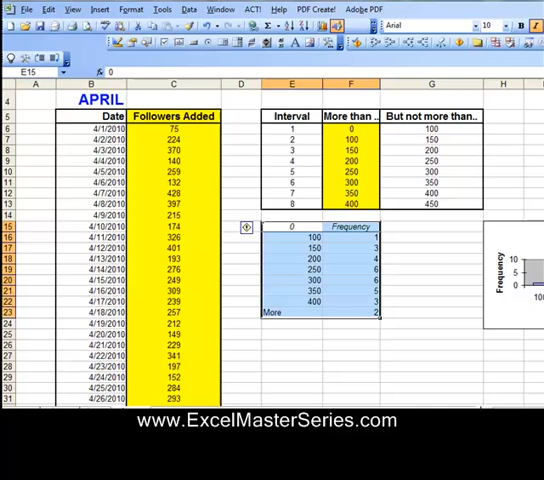 File Edit View Insert Format Tools Data Window ACT! Help PDF Create! Adobe PDF
Arial 10 B I
E15 0
A B C D E F G H
4 APRIL
5 Date Followers Added Interval More than .. But not more than..
6 4/1/2010 75 1 0 100
7 4/2/2010 224 2 100 150
8 4/3/2010 370 3 150 200
9 4/4/2010 140 4 200 250
10 4/5/2010 259 5 250 300
11 4/6/2010 132 6 300 350
12 4/7/2010 428 7 350 400
13 4/8/2010 397 8 400 450
14 4/9/2010 215
15 4/10/2010 174 0 Frequency
16 4/11/2010 326 100 1
17 4/12/2010 401 150 3
18 4/13/2010 193 200 4
19 4/14/2010 276 250 6
20 4/15/2010 246 300 6
21 4/16/2010 309 350 5
22 4/17/2010 239 400 3
23 4/18/2010 257 More 2
24 4/19/2010 212
25 4/20/2010 149
26 4/21/2010 229
27 4/22/2010 341
28 4/23/2010 197
29 4/24/2010 152
30 4/25/2010 284
31 4/26/2010 293
Frequency
10
5
0
www.ExcelMasterSeries.com